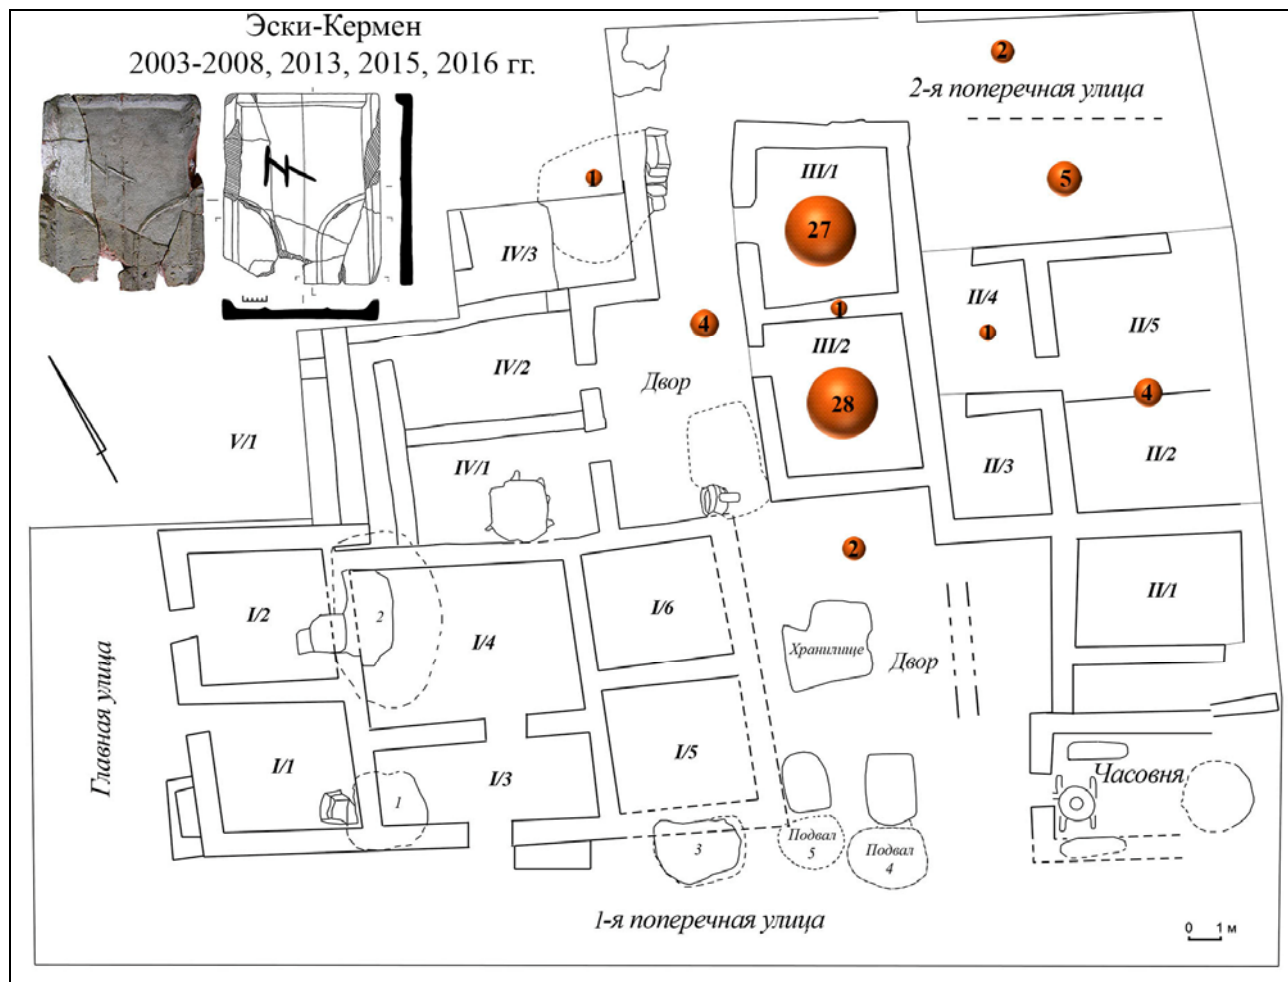 Эски-Кермен
2003-2008, 2013, 2015, 2016 гг.
2
2-я поперечная улица
1
III/1
5
27
IV/3
II/4
1
II/5
4
1
III/2
IV/2
Двор
4
28
V/1
IV/1
II/3
II/2
2
I/2
2
I/6
II/1
I/4
Хранилище
Двор
Главная улица
I/1
I/3
I/5
Часовня
1
3
Подвал
5
Подвал
4
1-я поперечная улица
0 1 м